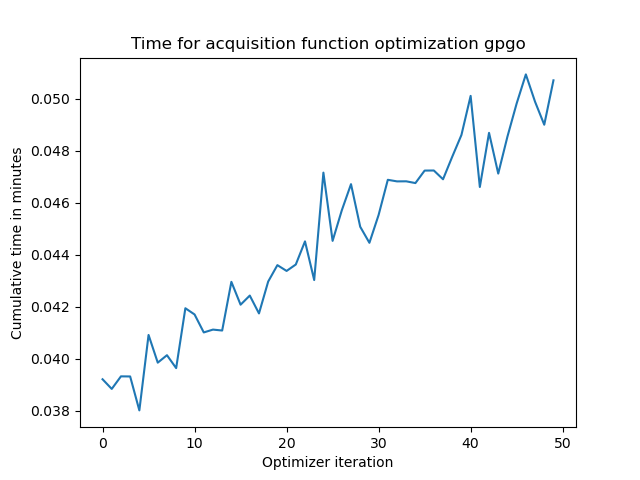 Time for acquisition function optimization gpgo
Cumulative time in minutes
0.050
0.048
0.046
0.044
0.042
0.040
0.038
0 10 20 30 40 50
Optimizer iteration